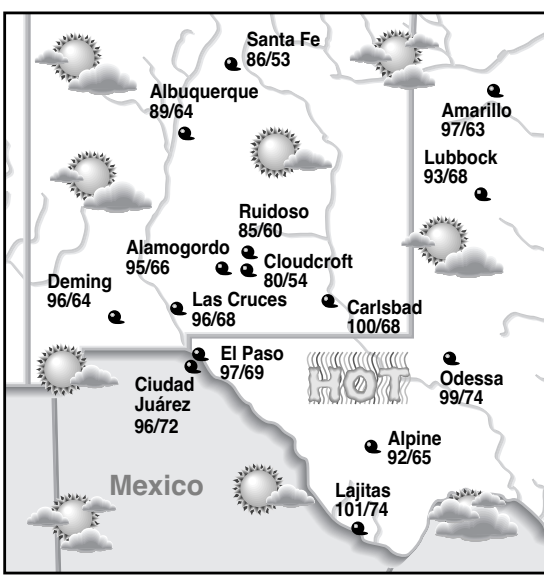 Santa Fe
86/53
Albuquerque
89/64
Amarillo
97/63
Lubbock
93/68
Ruidoso
85/60
Alamogordo
95/66
Cloudcroft
80/54
Deming
96/64
Las Cruces
96/68
Carlsbad
100/68
El Paso
97/69
HOT
Odessa
99/74
Ciudad
Juárez
96/72
Alpine
92/65
Mexico
Lajitas
101/74